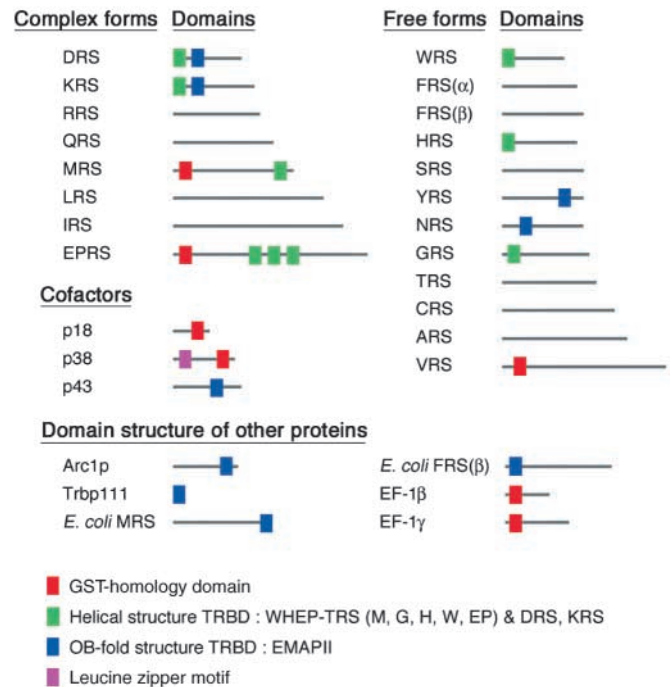 Complex forms Domains
DRS
KRS
RRS
QRS
MRS
LRS
IRS
EPRS
Cofactors
p18
p38
p43
Free forms Domains
WRS
FRS(α)
FRS(β)
HRS
SRS
YRS
NRS
GRS
TRS
CRS
ARS
VRS
Domain structure of other proteins
Arc1p
Trbp111
E. coli MRS
E. coli FRS(β)
EF-1β
EF-1γ
GST-homology domain
Helical structure TRBD : WHEP-TRS (M, G, H, W, EP) & DRS, KRS
OB-fold structure TRBD : EMAPII
Leucine zipper motif